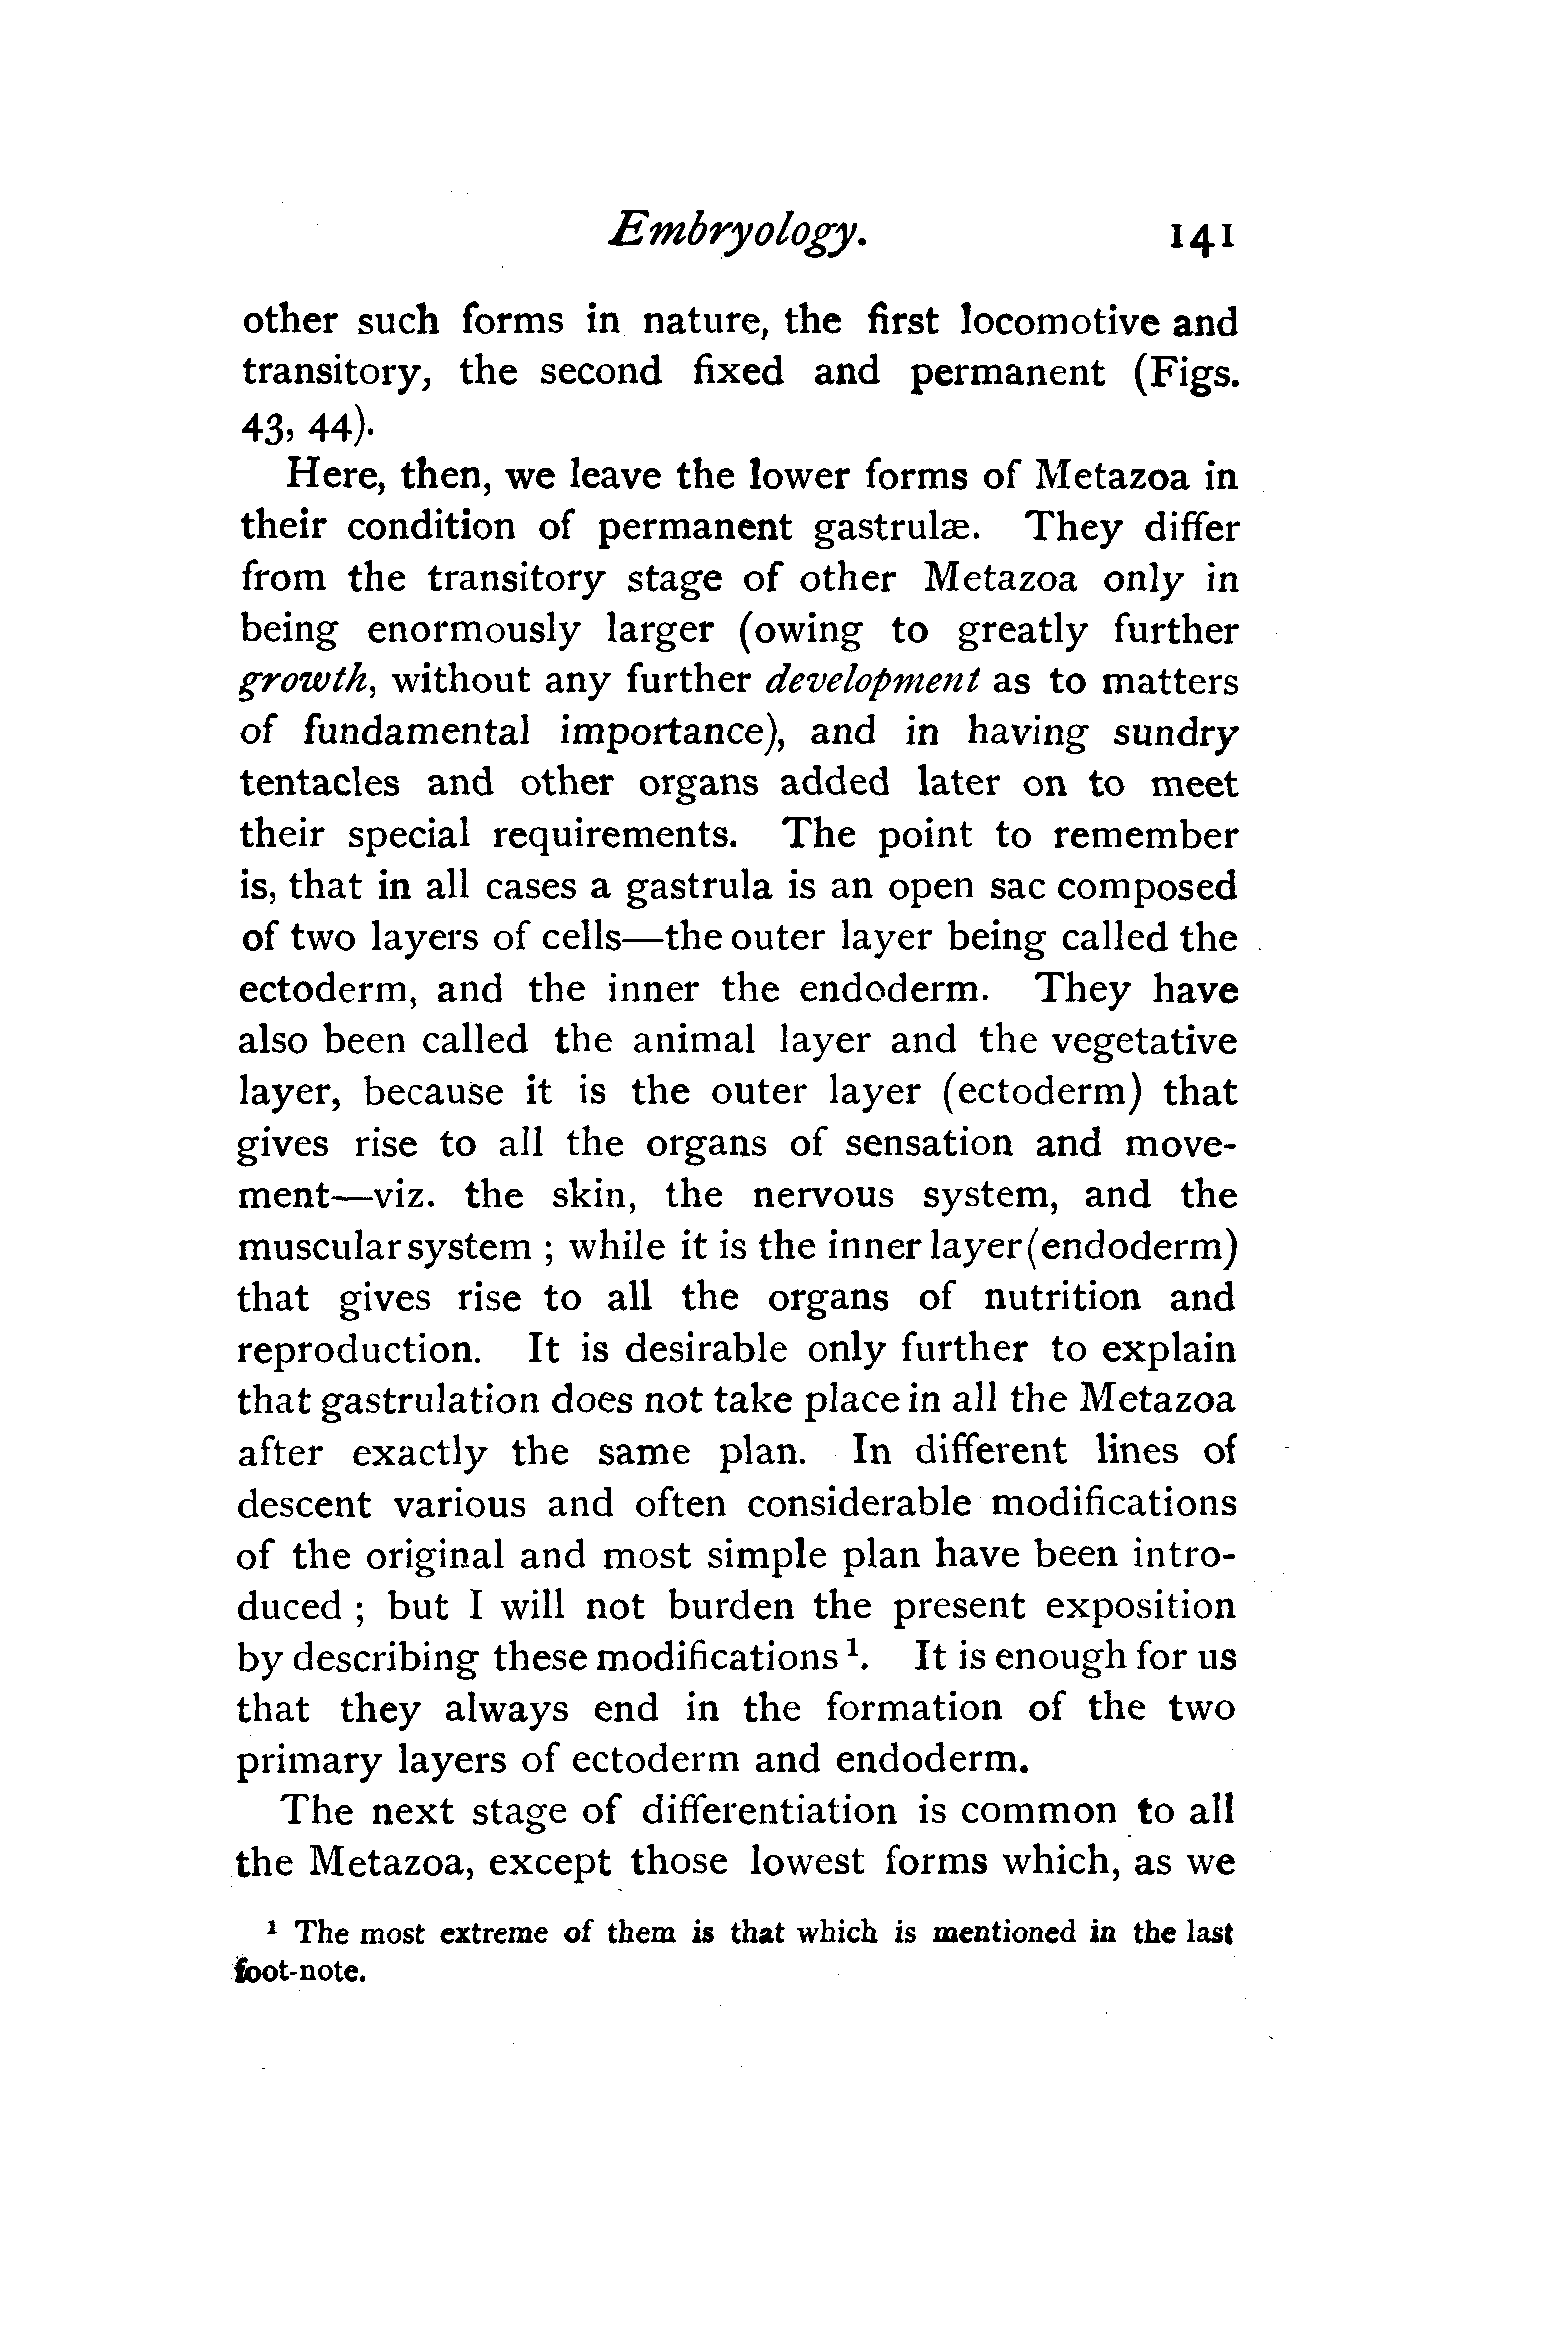 Embryology. 141
other such forms in nature, the first locomotive and
transitory, the second fixed and permanent (Figs.
43, 44).
Here, then, we leave the lower forms of Metazoa in
their condition of permanent gastrulæ. They differ
from the transitory stage of other Metazoa only in
being enormously larger (owing to greatly further
growth, without any further development as to matters
of fundamental importance), and in having sundry
tentacles and other organs added later on to meet
their special requirements. The point to remember
is, that in all cases a gastrula is an open sac composed
of two layers of cells—the outer layer being called the
ectoderm, and the inner the endoderm. They have
also been called the animal layer and the vegetative
layer, because it is the outer layer (ectoderm) that
gives rise to all the organs of sensation and move-
ment—viz. the skin, the nervous system, and the
muscular system ; while it is the inner layer (endoderm)
that gives rise to all the organs of nutrition and
reproduction. It is desirable only further to explain
that gastrulation does not take place in all the Metazoa
after exactly the same plan. In different lines of
descent various and often considerable modifications
of the original and most simple plan have been intro-
duced ; but I will not burden the present exposition
by describing these modifications ¹. It is enough for us
that they always end in the formation of the two
primary layers of ectoderm and endoderm.
The next stage of differentiation is common to all
the Metazoa, except those lowest forms which, as we
¹ The most extreme of them is that which is mentioned in the last
foot-note.